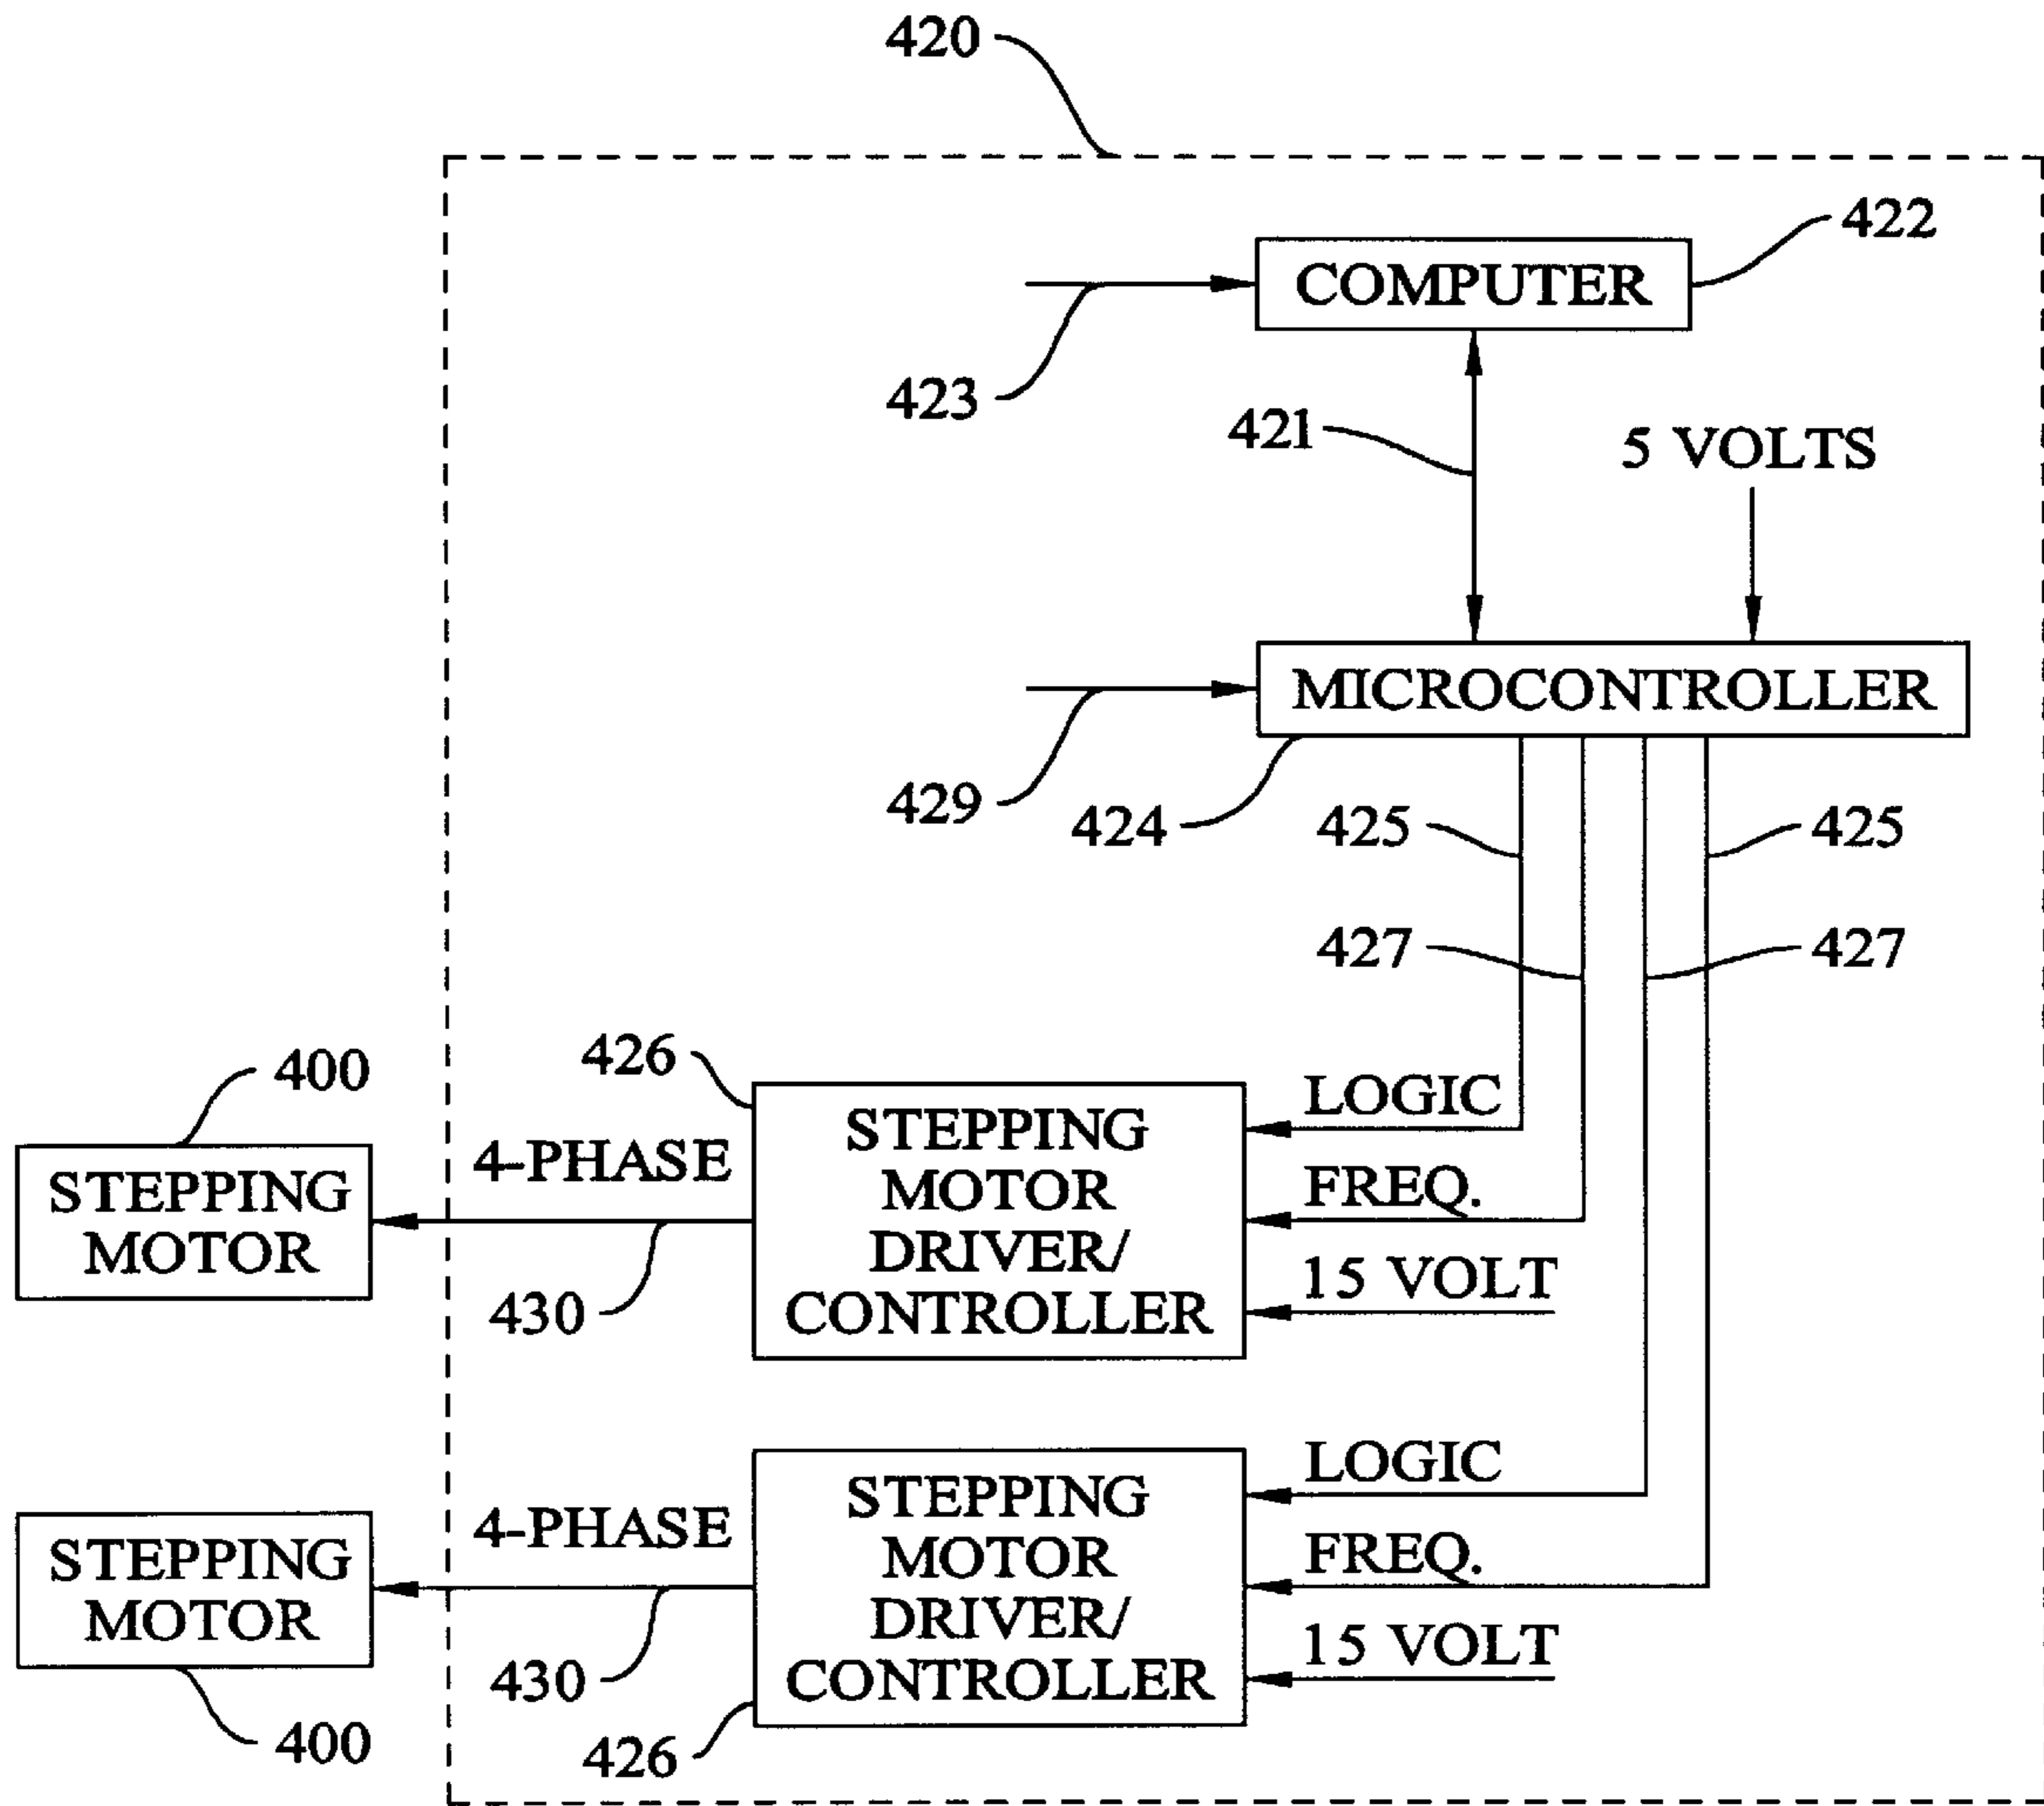 420
422
COMPUTER
423
421
5 VOLTS
MICROCONTROLLER
429
424
425
425
427
427
426
400
LOGIC
STEPPING
MOTOR
DRIVER/
CONTROLLER
4-PHASE
STEPPING
MOTOR
FREQ.
15 VOLT
430
LOGIC
STEPPING
MOTOR
DRIVER/
CONTROLLER
4-PHASE
STEPPING
MOTOR
FREQ.
15 VOLT
430
400
426